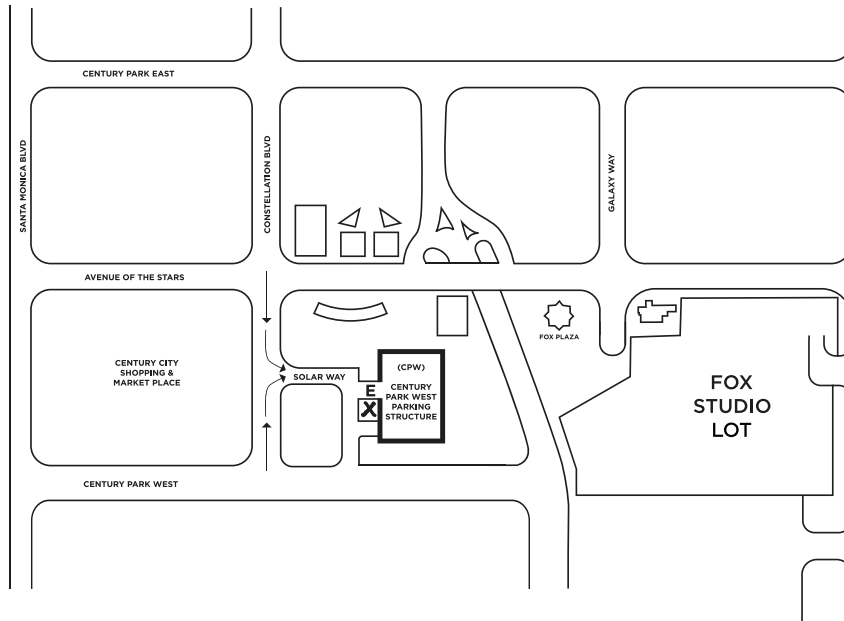 CENTURY PARK EAST
SANTA MONICA BLVD
CONSTELLATION BLVD
GALAXY WAY
AVENUE OF THE STARS
FOX PLAZA
CENTURY CITY
SHOPPING &
MARKET PLACE
SOLAR WAY
(CPW)
CENTURY
PARK WEST
PARKING
STRUCTURE
E
X
FOX
STUDIO
LOT
CENTURY PARK WEST